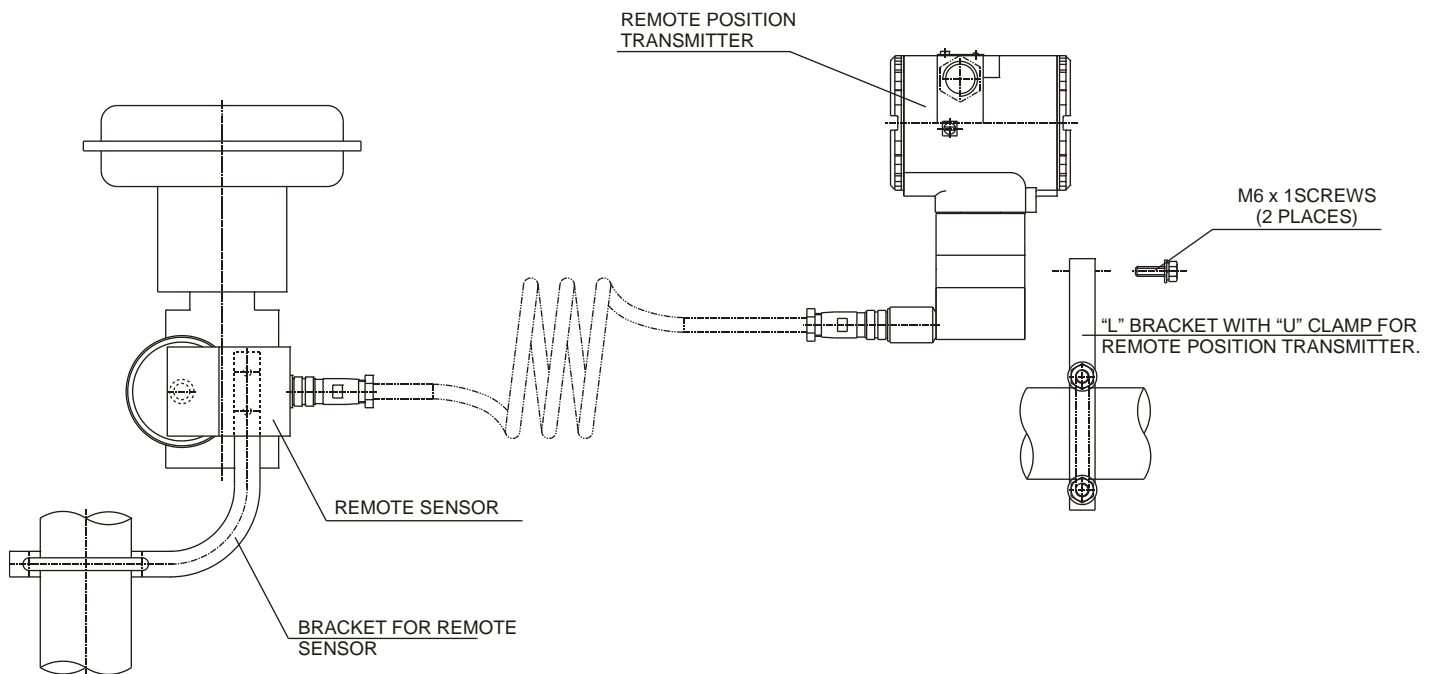 REMOTE POSITION
TRANSMITTER
M6 x 1SCREWS
(2 PLACES)
“L” BRACKET WITH “U” CLAMP FOR
REMOTE POSITION TRANSMITTER.
REMOTE SENSOR
BRACKET FOR REMOTE
SENSOR